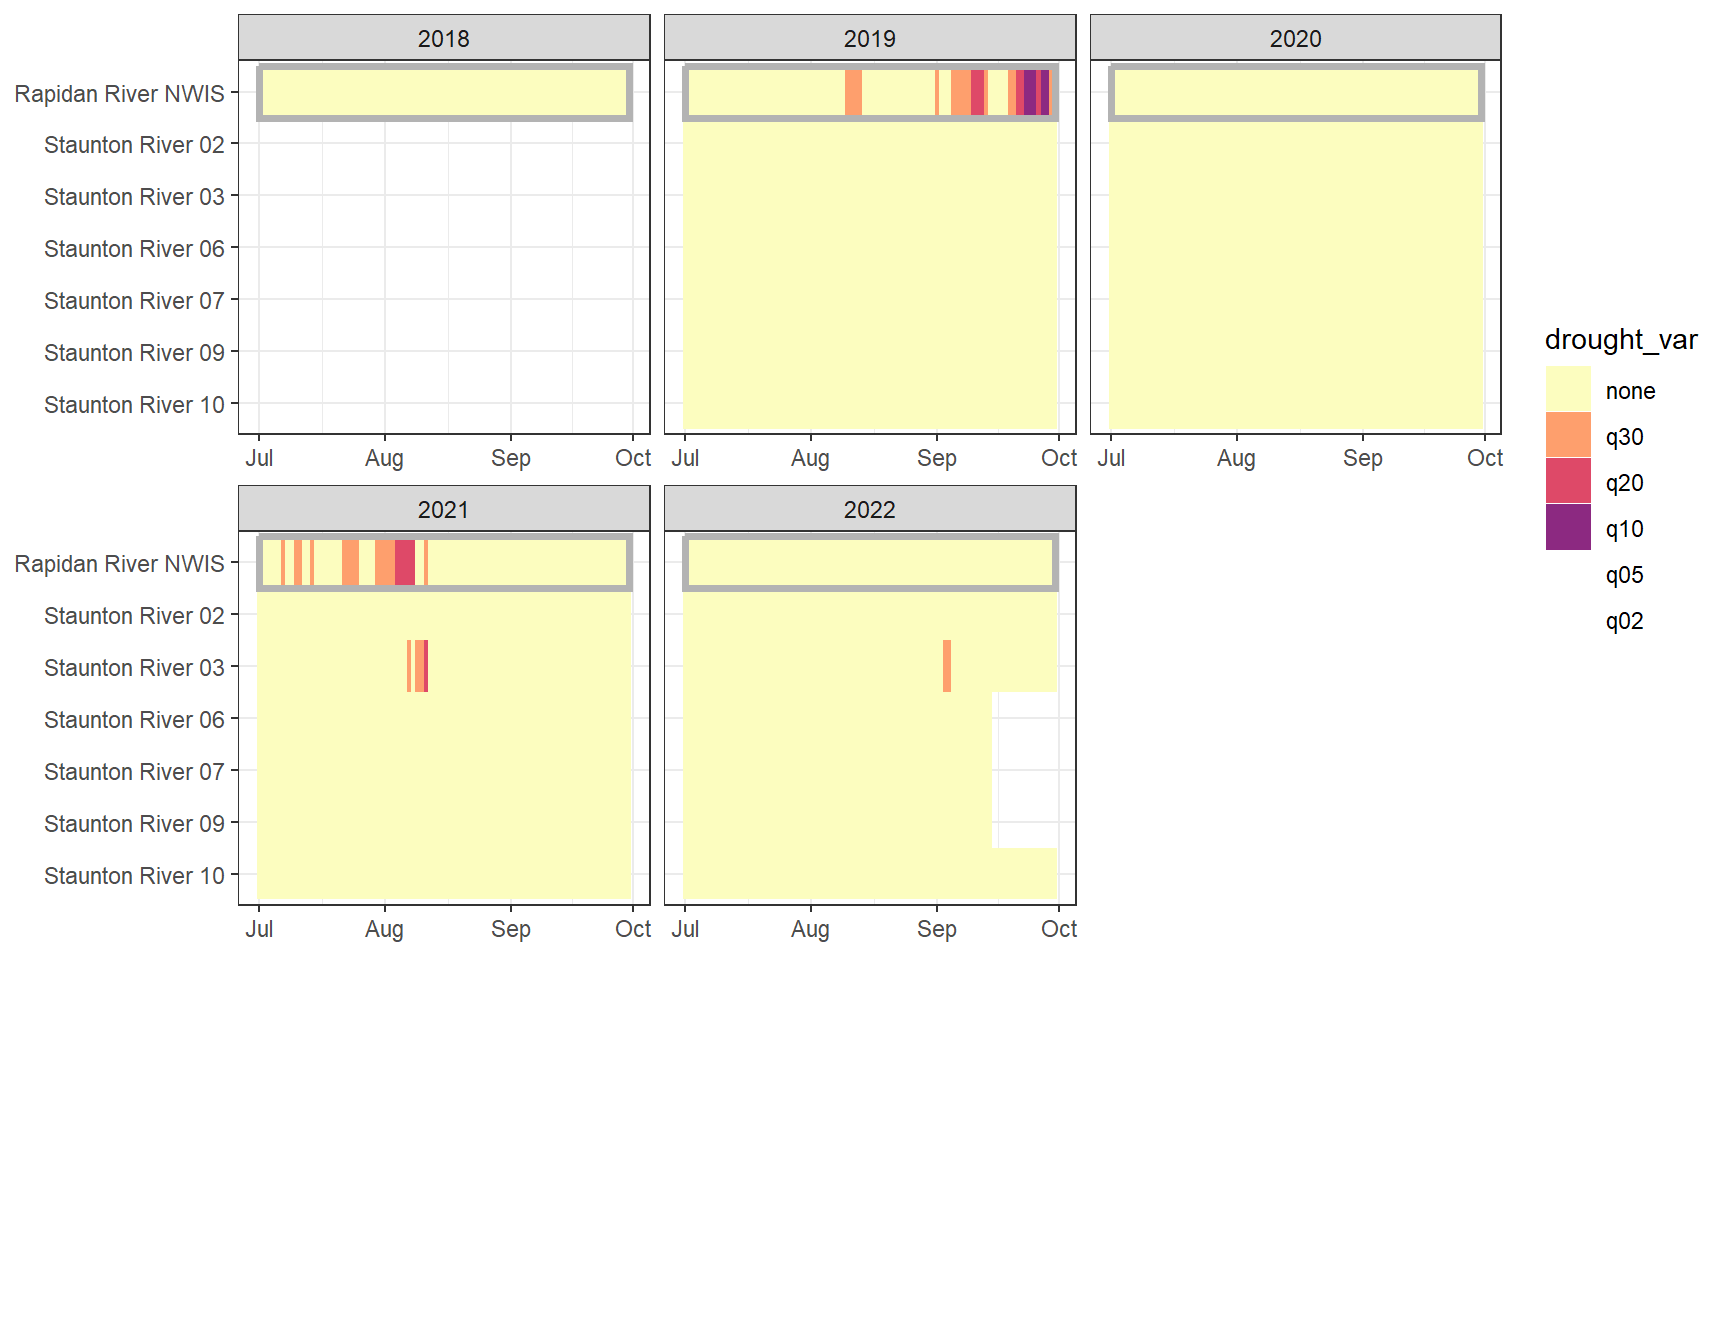 2018
2019
2020
Rapidan River NWIS
Staunton River 02
Staunton River 03
Staunton River 06
Staunton River 07
Staunton River 09
Staunton River 10
Jul Aug Sep Oct
Jul Aug Sep Oct
Jul Aug Sep Oct
2021
2022
Rapidan River NWIS
Staunton River 02
Staunton River 03
Staunton River 06
Staunton River 07
Staunton River 09
Staunton River 10
Jul Aug Sep Oct
Jul Aug Sep Oct
drought_var
none
q30
q20
q10
q05
q02